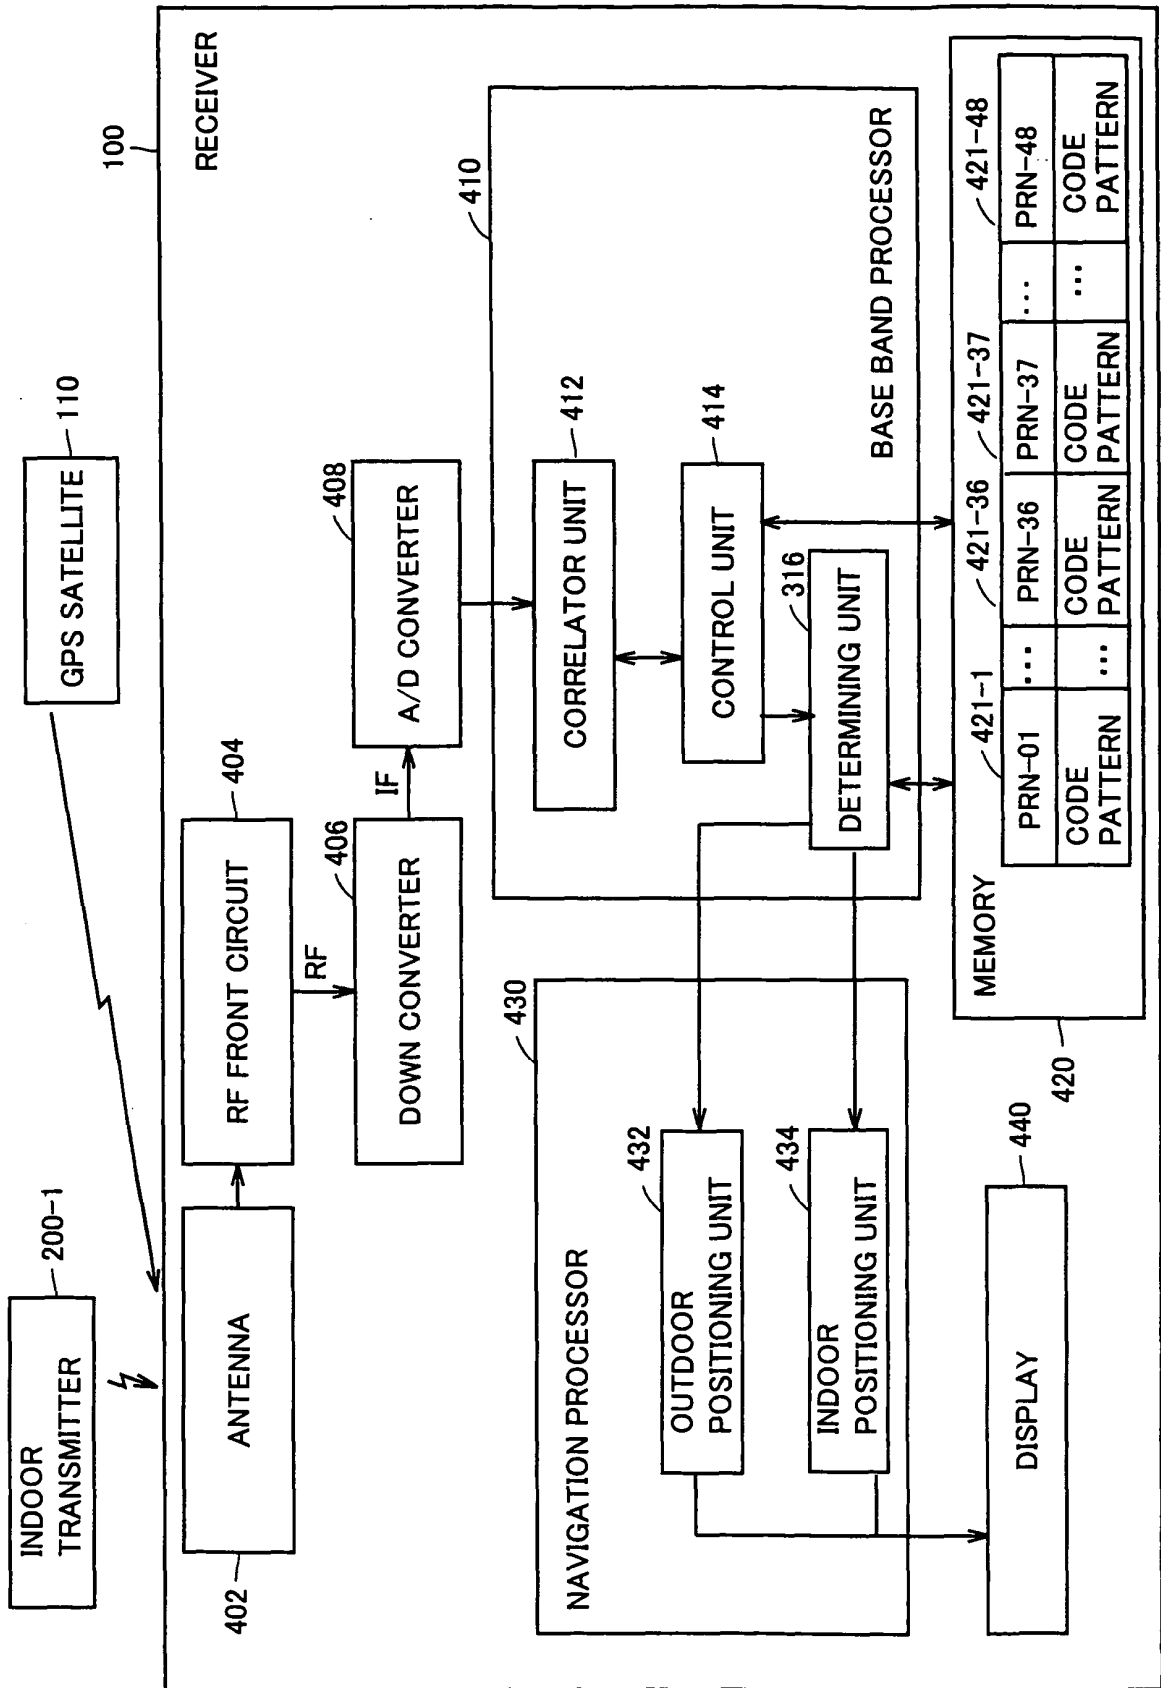 INDOOR
TRANSMITTER
200-1
GPS SATELLITE
110
100
RECEIVER
ANTENNA
402
RF FRONT CIRCUIT
404
RF
DOWN CONVERTER
406
IF
A/D CONVERTER
408
410
CORRELATOR UNIT
412
CONTROL UNIT
414
DETERMINING UNIT
316
BASE BAND PROCESSOR
NAVIGATION PROCESSOR
430
OUTDOOR
POSITIONING UNIT
432
INDOOR
POSITIONING UNIT
434
DISPLAY
440
MEMORY
420
421-1
421-36
421-37
421-48
PRN-01
...
PRN-36
PRN-37
...
PRN-48
CODE
PATTERN
...
CODE
PATTERN
CODE
PATTERN
...
CODE
PATTERN